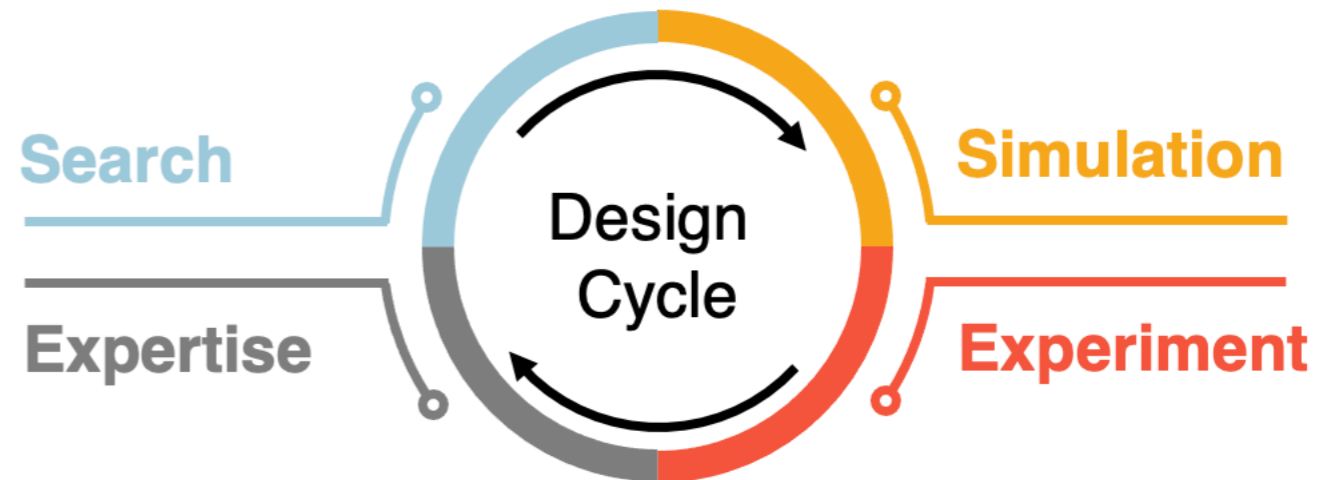 Search
Simulation
Design
Cycle
Expertise
Experiment